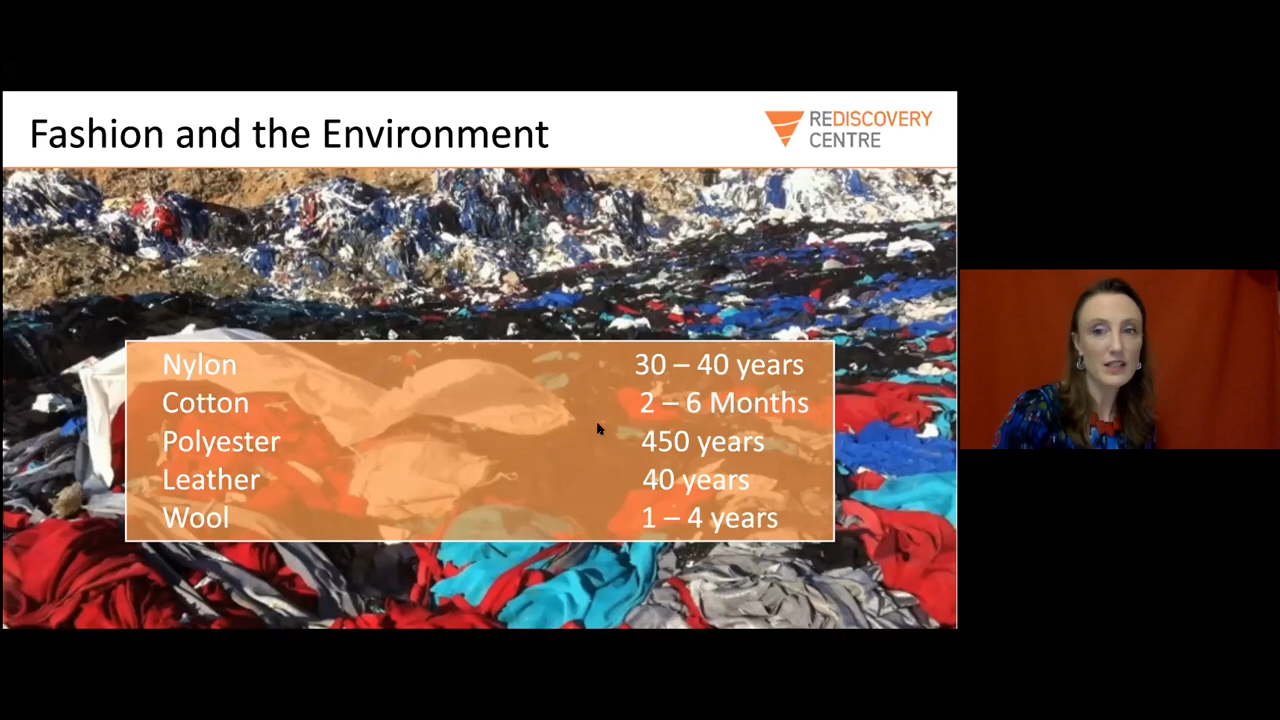 Fashion and the Environment
REDISCOVERY
CENTRE
Nylon 30 – 40 years
Cotton 2 – 6 Months
Polyester 450 years
Leather 40 years
Wool 1 – 4 years